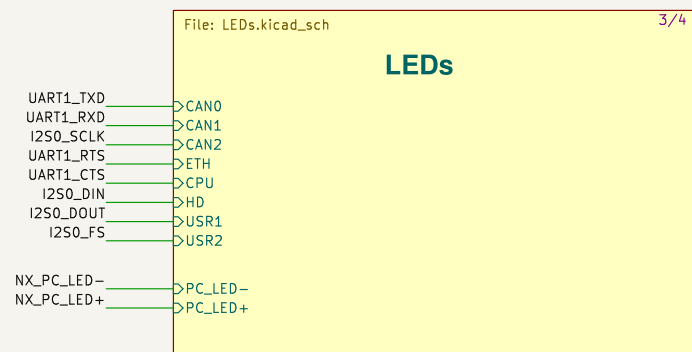 File: LEDs.kicad_sch
3/4
LEDs
UART1_TXD CAN0
UART1_RXD CAN1
I2S0_SCLK CAN2
UART1_RTS ETH
UART1_CTS CPU
I2S0_DIN HD
I2S0_DOUT USR1
I2S0_FS USR2
NX_PC_LED- PC_LED-
NX_PC_LED+ PC_LED+